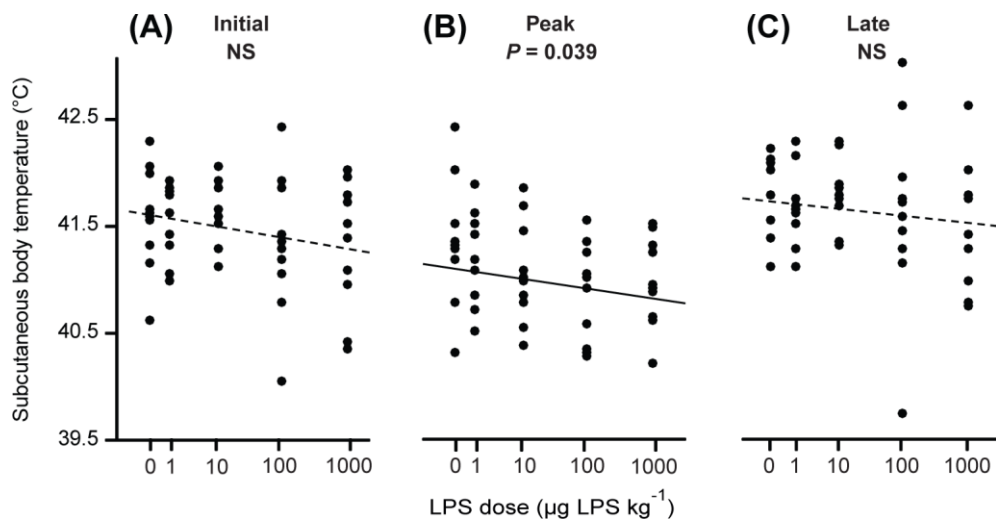 (A) Initial
NS
(B) Peak
P = 0.039
(C) Late
NS
Subcutaneous body temperature (°C)
42.5
41.5
40.5
39.5
0 1 10 100 1000
0 1 10 100 1000
0 1 10 100 1000
LPS dose (µg LPS kg⁻¹)